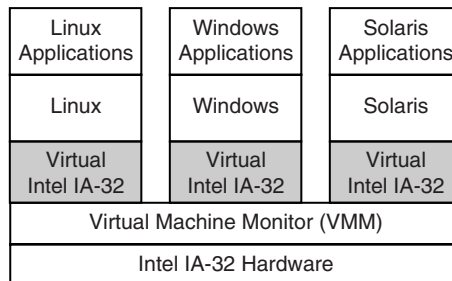 Linux
Applications
Windows
Applications
Solaris
Applications
Linux
Windows
Solaris
Virtual
Intel IA-32
Virtual
Intel IA-32
Virtual
Intel IA-32
Virtual Machine Monitor (VMM)
Intel IA-32 Hardware